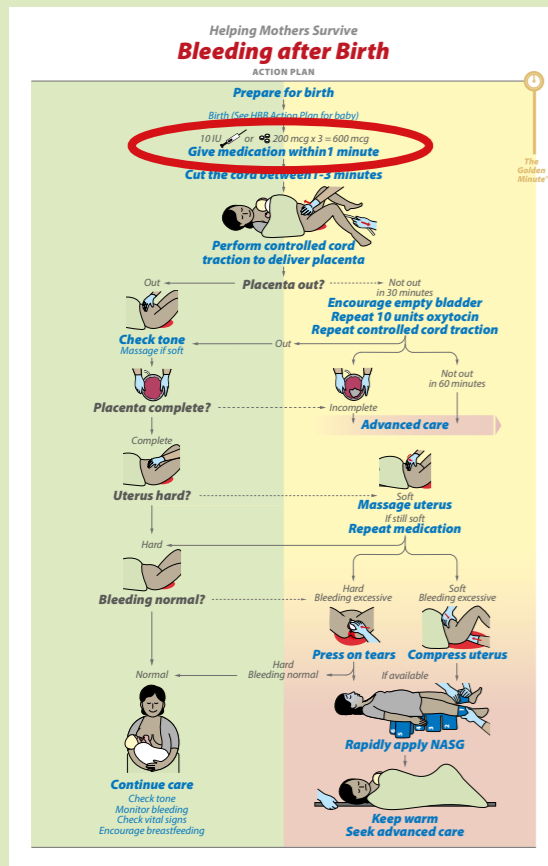 Helping Mothers Survive
Bleeding after Birth
ACTION PLAN
Prepare for birth
Birth (See HBB Action Plan for baby)
10 IU or 200 mcg x 3 = 600 mcg
Give medication within 1 minute
Cut the cord between 1-3 minutes
The Golden Minute®
Perform controlled cord
traction to deliver placenta
Out
Placenta out?
Not out
in 30 minutes
Encourage empty bladder
Repeat 10 units oxytocin
Repeat controlled cord traction
Check tone
Massage if soft
Out
Not out
in 60 minutes
Placenta complete?
Incomplete
Advanced care
Complete
Uterus hard?
Soft
Massage uterus
If still soft
Repeat medication
Hard
Bleeding normal?
Hard
Bleeding excessive
Soft
Bleeding excessive
Press on tears
Compress uterus
Normal
Hard
Bleeding normal
If available
Rapidly apply NASG
Continue care
Check tone
Monitor bleeding
Check vital signs
Encourage breastfeeding
Keep warm
Seek advanced care